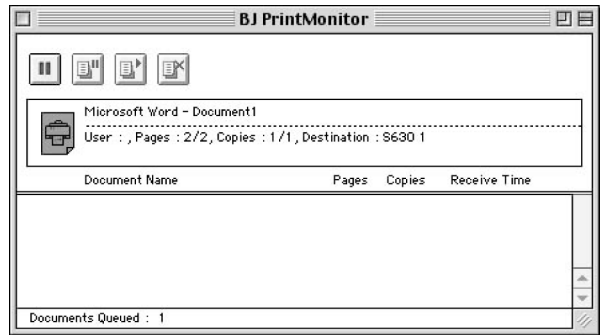 BJ PrintMonitor
Microsoft Word - Document1
User : , Pages : 2/2, Copies : 1/1, Destination : S630 1
Document Name Pages Copies Receive Time
Documents Queued : 1